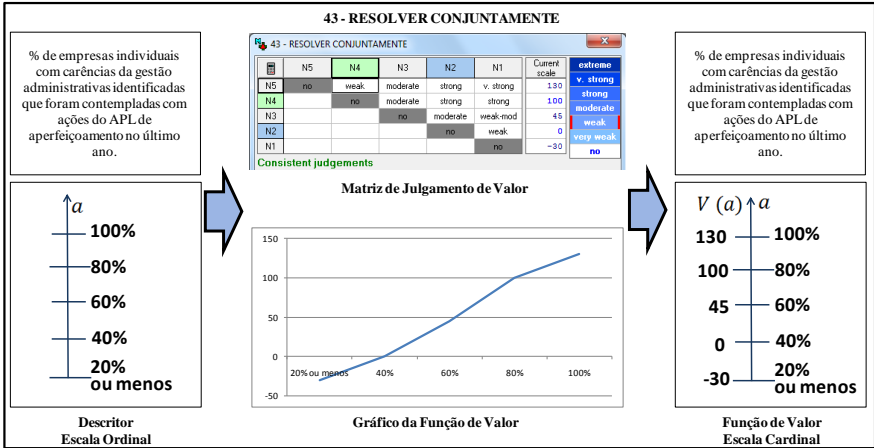 43 - RESOLVER CONJUNTAMENTE
% de empresas individuais
com carências da gestão
administrativas identificadas
que foram contempladas com
ações do APL de
aperfeiçoamento no último
ano.
a
100%
80%
60%
40%
20%
ou menos
Descritor
Escala Ordinal
43 - RESOLVER CONJUNTAMENTE
N5 N4 N3 N2 N1 Current scale
N5 no weak moderate strong v. strong 130
N4 no moderate strong strong 100
N3 no moderate weak-mod 45
N2 no weak 0
N1 no -30
Consistent judgements
extreme
v. strong
strong
moderate
weak
very weak
no
Matriz de Julgamento de Valor
150
100
50
0
-50
20% ou menos 40% 60% 80% 100%
Gráfico da Função de Valor
% de empresas individuais
com carências da gestão
administrativas identificadas
que foram contempladas com
ações do APL de
aperfeiçoamento no último
ano.
V (a) a
130 100%
100 80%
45 60%
0 40%
-30 20%
ou menos
Função de Valor
Escala Cardinal